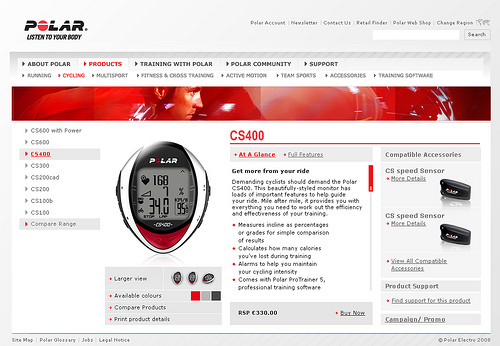 POLAR.
LISTEN TO YOUR BODY
Polar Account | Newsletter | Contact Us | Retail Finder | Polar Web Shop | Change Region
Search
ABOUT POLAR PRODUCTS TRAINING WITH POLAR POLAR COMMUNITY SUPPORT
RUNNING CYCLING MULTISPORT FITNESS & CROSS TRAINING ACTIVE MOTION TEAM SPORTS ACCESSORIES TRAINING SOFTWARE
CS600 with Power
CS600
CS400
CS300
CS200cad
CS200
CS100b
CS100
Compare Range
POLAR
168
STOP LAP
-CS400-
Larger view
Available colours
Compare Products
Print product details
CS400
At A Glance Full Features
Get more from your ride
Demanding cyclists should demand the Polar
CS400. This beautifully-styled monitor has
loads of important features to help guide
your ride. Mile after mile, it provides you with
everything you need to work out the efficiency
and effectiveness of your training.
Measures incline as percentages
or grades for simple comparison
of results
Calculates how many calories
you've lost during training
Alarms to help you maintain
your cycling intensity
Comes with Polar ProTrainer 5,
professional training software
RSP £330.00 Buy Now
Compatible Accessories
CS speed Sensor
More Details
CS speed Sensor
More Details
View All Compatible
Accessories
Product Support
Find support for this product
Campaign/ Promo
Site Map | Polar Glossary | Jobs | Legal Notice
© Polar Electro 2008